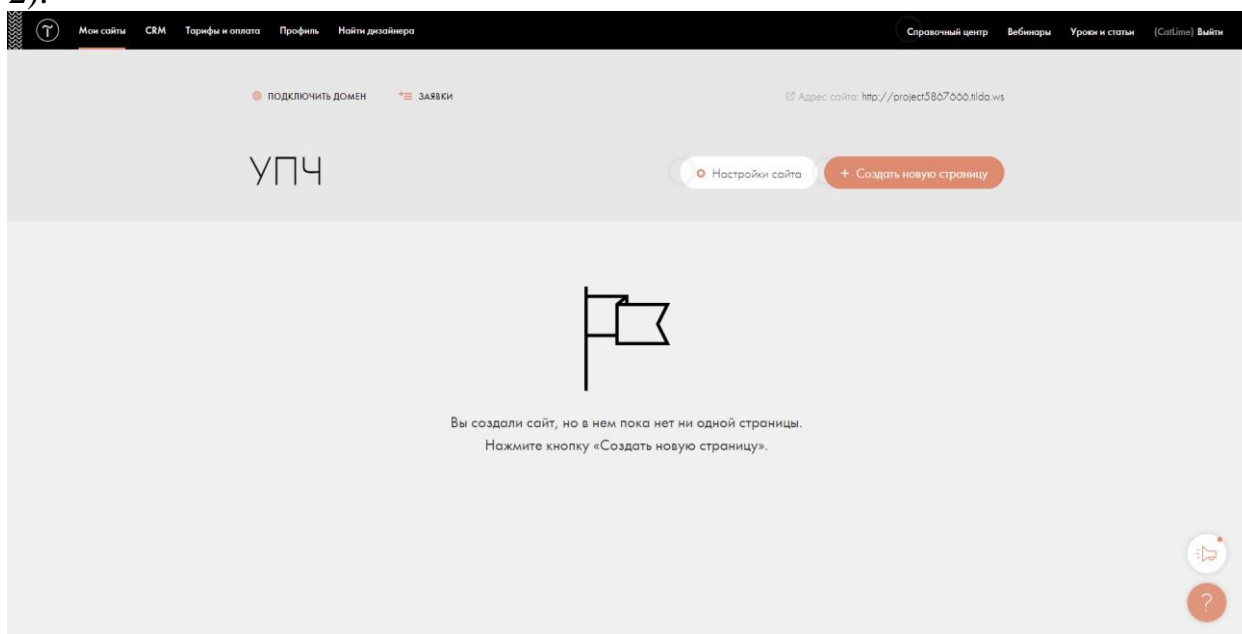 2).
Мои сайты CRM Тарифы и оплата Профиль Найти дизайнера Справочный центр Вебинары Уроки и статьи (CatLime) Выйти
ПОДКЛЮЧИТЬ ДОМЕН ЗАЯВКИ Адрес сайта: http://project5867666.tilda.ws
УПЧ Настройки сайта + Создать новую страницу
Вы создали сайт, но в нем пока нет ни одной страницы.
Нажмите кнопку «Создать новую страницу».
?